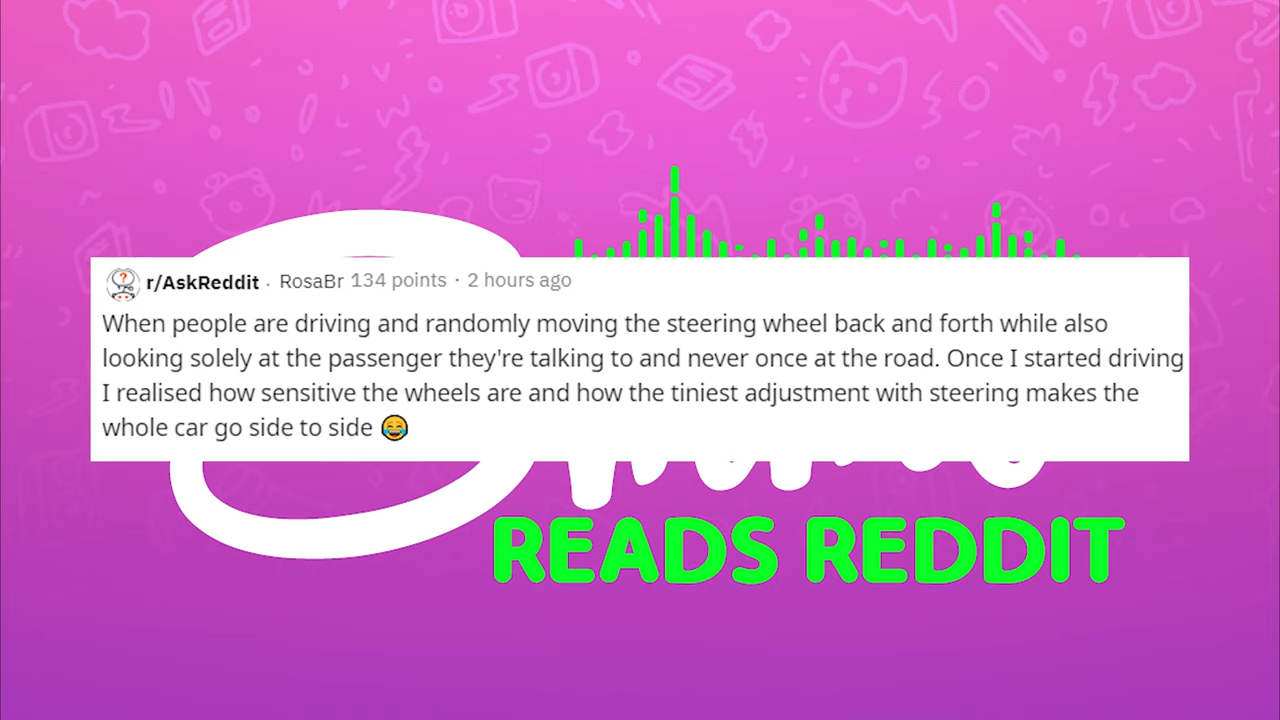 r/AskReddit · RosaBr 134 points · 2 hours ago
When people are driving and randomly moving the steering wheel back and forth while also
looking solely at the passenger they're talking to and never once at the road. Once I started driving
I realised how sensitive the wheels are and how the tiniest adjustment with steering makes the
whole car go side to side 😂
READS REDDIT